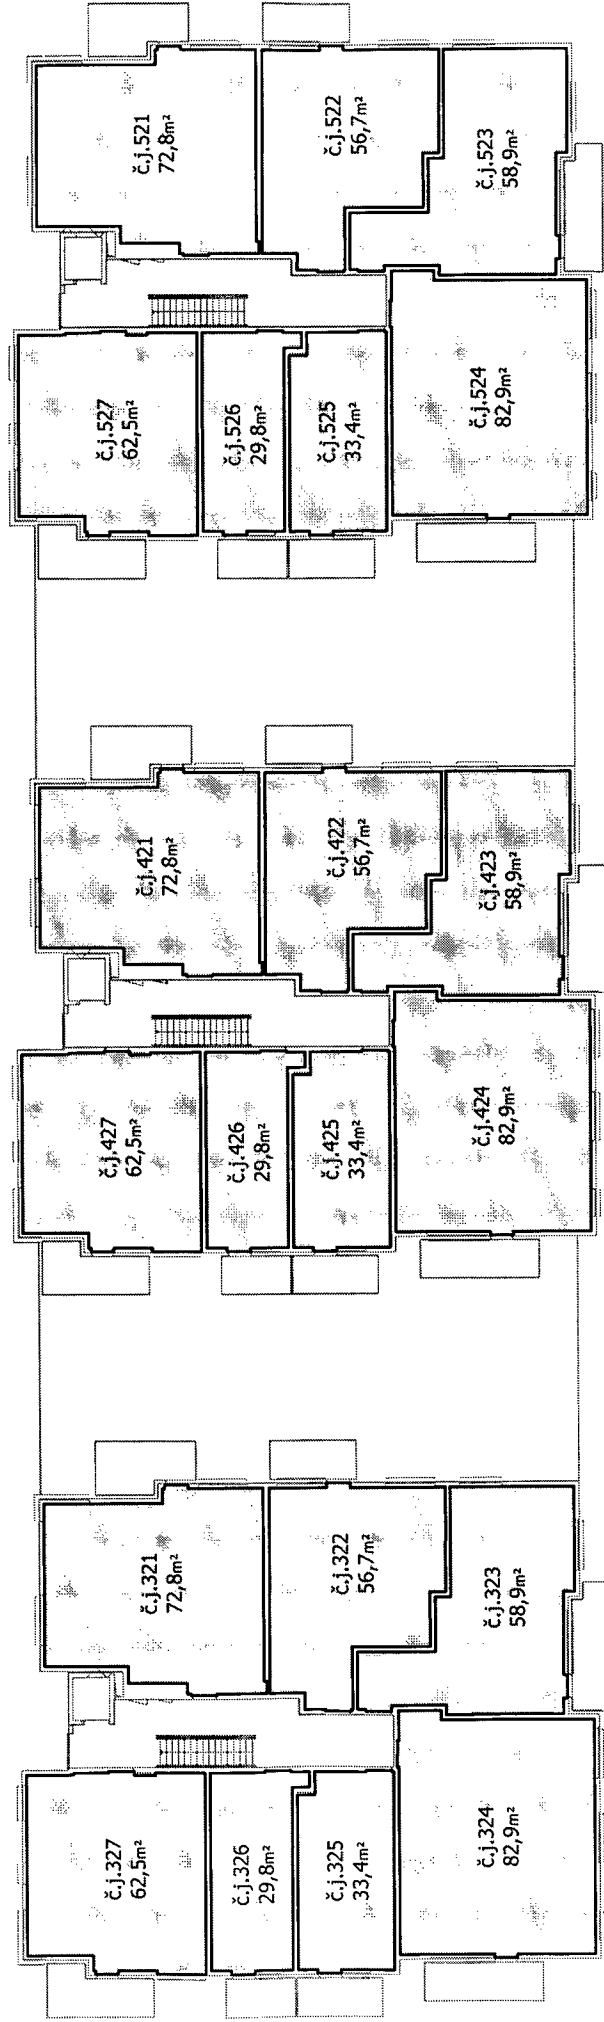 č.j.327
62,5m²
č.j.326
29,8m²
č.j.325
33,4m²
č.j.324
82,9m²
č.j.321
72,8m²
č.j.322
56,7m²
č.j.323
58,9m²
č.j.427
62,5m²
č.j.426
29,8m²
č.j.425
33,4m²
č.j.424
82,9m²
č.j.421
72,8m²
č.j.422
56,7m²
č.j.423
58,9m²
č.j.527
62,5m²
č.j.526
29,8m²
č.j.525
33,4m²
č.j.524
82,9m²
č.j.521
72,8m²
č.j.522
56,7m²
č.j.523
58,9m²